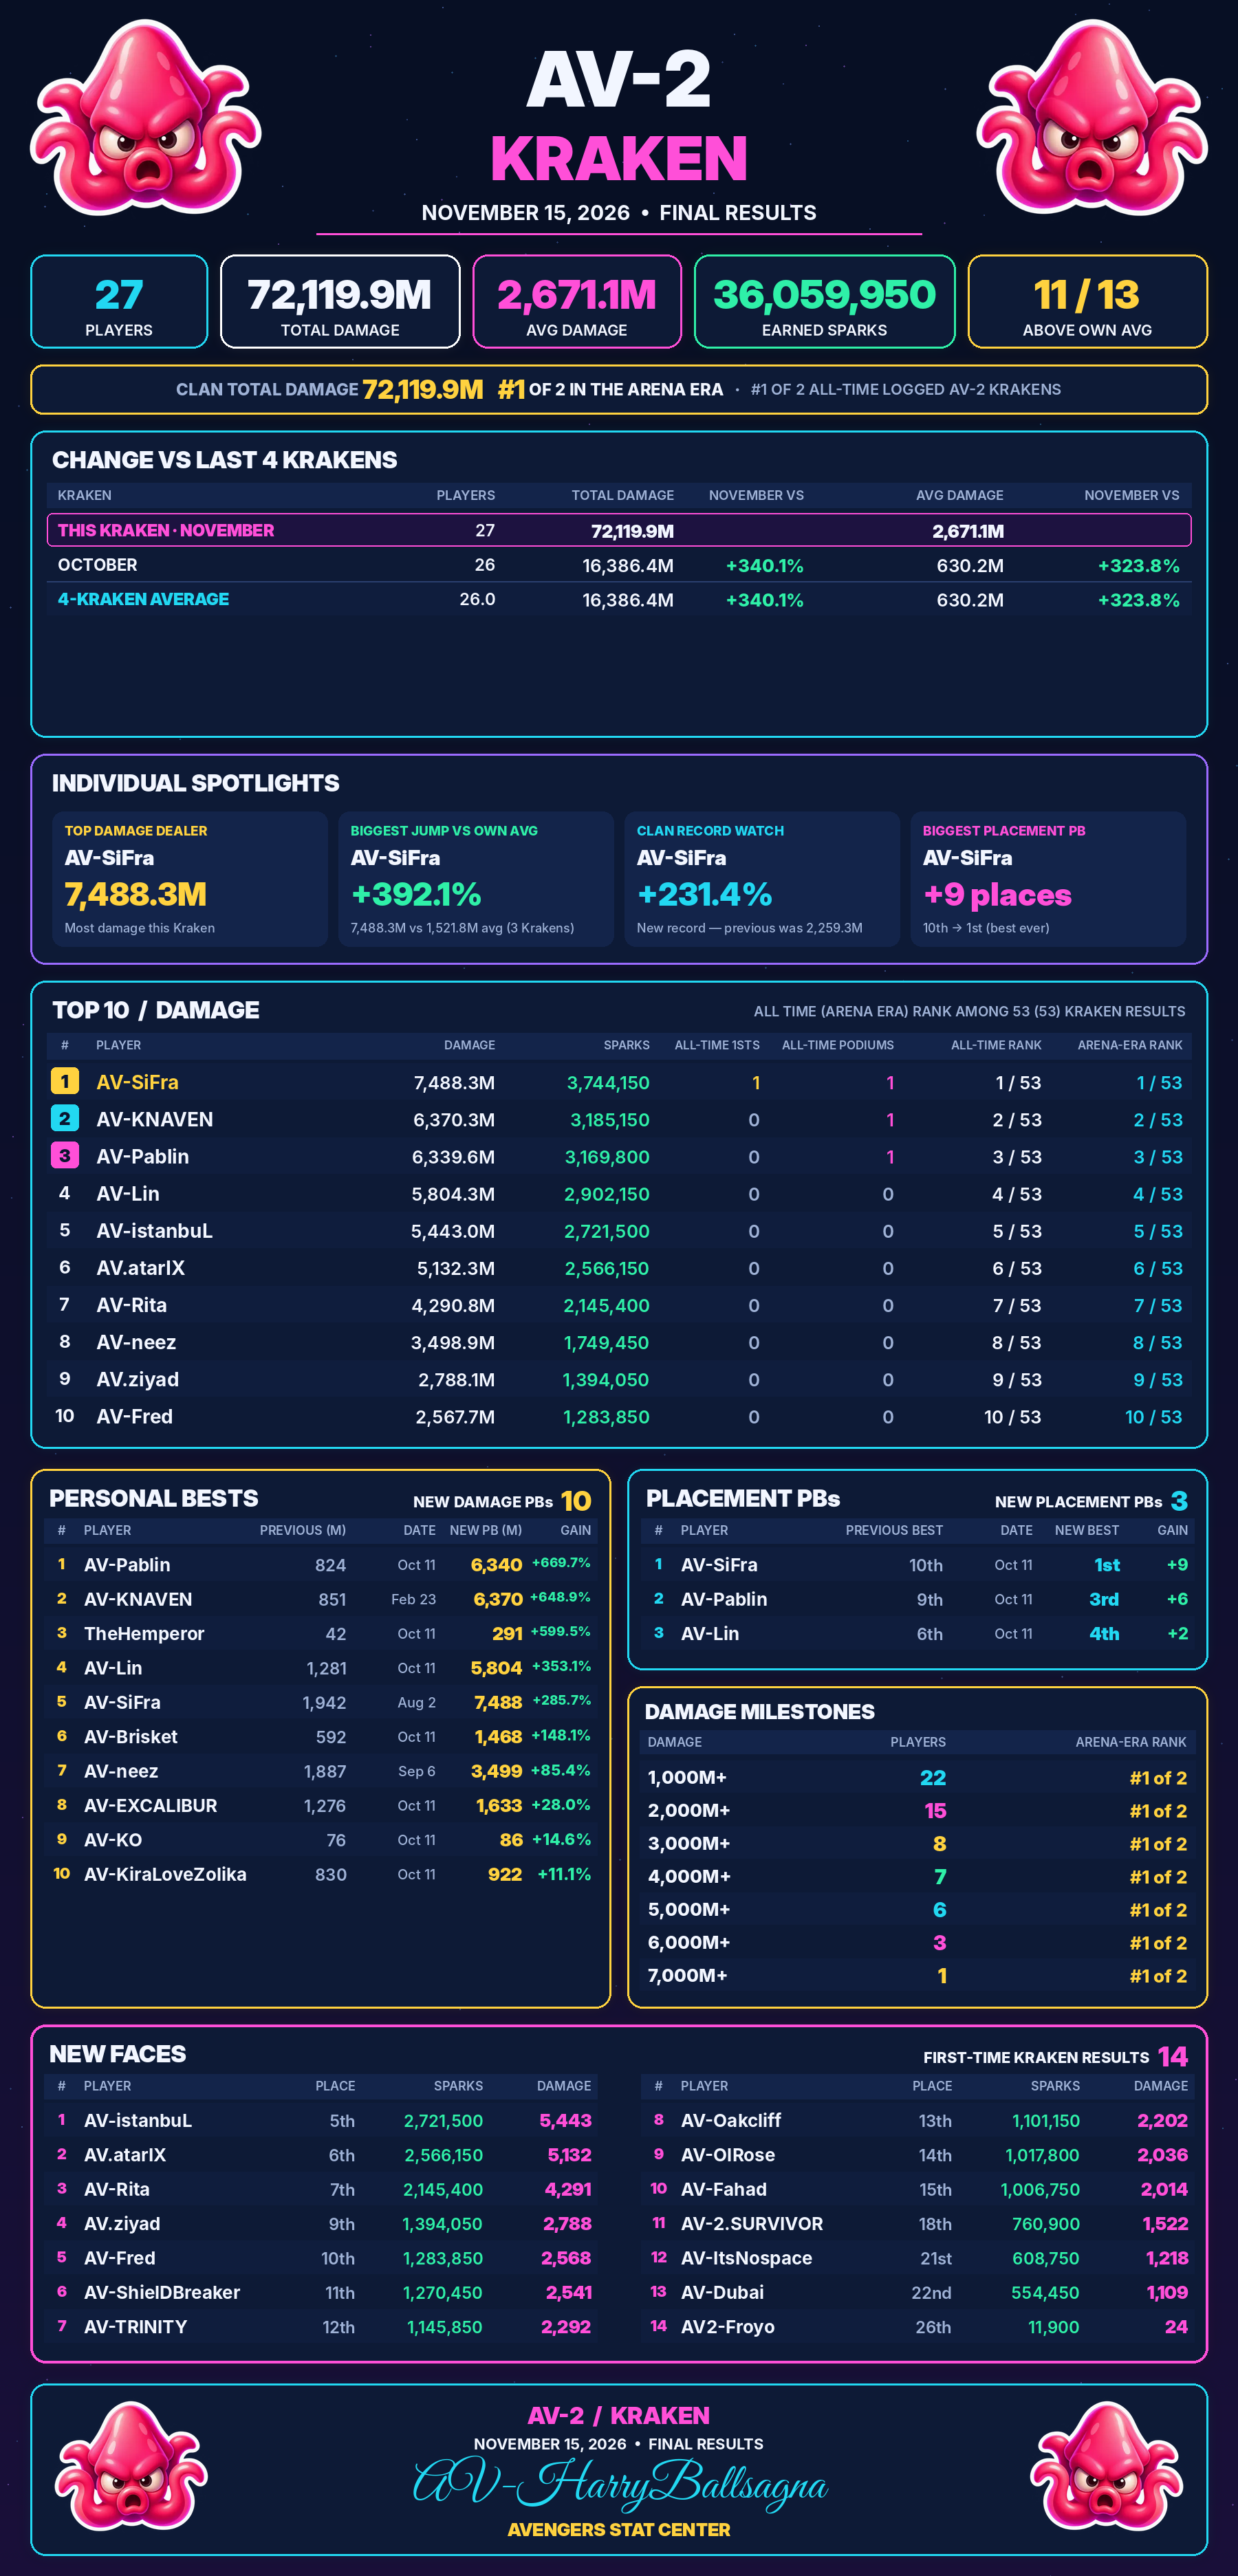 AV-2
KRAKEN
NOVEMBER 15, 2026 • FINAL RESULTS
27 72,119.9M 2,671.1M 36,059,950 11 / 13
PLAYERS TOTAL DAMAGE AVG DAMAGE EARNED SPARKS ABOVE OWN AVG
CLAN TOTAL DAMAGE 72,119.9M #1 OF 2 IN THE ARENA ERA · #1 OF 2 ALL-TIME LOGGED AV-2 KRAKENS
CHANGE VS LAST 4 KRAKENS
KRAKEN PLAYERS TOTAL DAMAGE NOVEMBER VS AVG DAMAGE NOVEMBER VS
THIS KRAKEN · NOVEMBER 27 72,119.9M 2,671.1M
OCTOBER 26 16,386.4M +340.1% 630.2M +323.8%
4-KRAKEN AVERAGE 26.0 16,386.4M +340.1% 630.2M +323.8%
INDIVIDUAL SPOTLIGHTS
TOP DAMAGE DEALER
AV-SiFra
7,488.3M
Most damage this Kraken
BIGGEST JUMP VS OWN AVG
AV-SiFra
+392.1%
7,488.3M vs 1,521.8M avg (3 Krakens)
CLAN RECORD WATCH
AV-SiFra
+231.4%
New record — previous was 2,259.3M
BIGGEST PLACEMENT PB
AV-SiFra
+9 places
10th → 1st (best ever)
TOP 10 / DAMAGE ALL TIME (ARENA ERA) RANK AMONG 53 (53) KRAKEN RESULTS
# PLAYER DAMAGE SPARKS ALL-TIME 1STS ALL-TIME PODIUMS ALL-TIME RANK ARENA-ERA RANK
1 AV-SiFra 7,488.3M 3,744,150 1 1 1 / 53 1 / 53
2 AV-KNAVEN 6,370.3M 3,185,150 0 1 2 / 53 2 / 53
3 AV-Pablin 6,339.6M 3,169,800 0 1 3 / 53 3 / 53
4 AV-Lin 5,804.3M 2,902,150 0 0 4 / 53 4 / 53
5 AV-istanbuL 5,443.0M 2,721,500 0 0 5 / 53 5 / 53
6 AV.atarIX 5,132.3M 2,566,150 0 0 6 / 53 6 / 53
7 AV-Rita 4,290.8M 2,145,400 0 0 7 / 53 7 / 53
8 AV-neez 3,498.9M 1,749,450 0 0 8 / 53 8 / 53
9 AV.ziyad 2,788.1M 1,394,050 0 0 9 / 53 9 / 53
10 AV-Fred 2,567.7M 1,283,850 0 0 10 / 53 10 / 53
PERSONAL BESTS NEW DAMAGE PBs 10
# PLAYER PREVIOUS (M) DATE NEW PB (M) GAIN
1 AV-Pablin 824 Oct 11 6,340 +669.7%
2 AV-KNAVEN 851 Feb 23 6,370 +648.9%
3 TheHemperor 42 Oct 11 291 +599.5%
4 AV-Lin 1,281 Oct 11 5,804 +353.1%
5 AV-SiFra 1,942 Aug 2 7,488 +285.7%
6 AV-Brisket 592 Oct 11 1,468 +148.1%
7 AV-neez 1,887 Sep 6 3,499 +85.4%
8 AV-EXCALIBUR 1,276 Oct 11 1,633 +28.0%
9 AV-KO 76 Oct 11 86 +14.6%
10 AV-KiraLoveZolika 830 Oct 11 922 +11.1%
PLACEMENT PBs NEW PLACEMENT PBs 3
# PLAYER PREVIOUS BEST DATE NEW BEST GAIN
1 AV-SiFra 10th Oct 11 1st +9
2 AV-Pablin 9th Oct 11 3rd +6
3 AV-Lin 6th Oct 11 4th +2
DAMAGE MILESTONES
DAMAGE PLAYERS ARENA-ERA RANK
1,000M+ 22 #1 of 2
2,000M+ 15 #1 of 2
3,000M+ 8 #1 of 2
4,000M+ 7 #1 of 2
5,000M+ 6 #1 of 2
6,000M+ 3 #1 of 2
7,000M+ 1 #1 of 2
NEW FACES FIRST-TIME KRAKEN RESULTS 14
# PLAYER PLACE SPARKS DAMAGE
1 AV-istanbuL 5th 2,721,500 5,443
2 AV.atarIX 6th 2,566,150 5,132
3 AV-Rita 7th 2,145,400 4,291
4 AV.ziyad 9th 1,394,050 2,788
5 AV-Fred 10th 1,283,850 2,568
6 AV-ShielDBreaker 11th 1,270,450 2,541
7 AV-TRINITY 12th 1,145,850 2,292
# PLAYER PLACE SPARKS DAMAGE
8 AV-Oakcliff 13th 1,101,150 2,202
9 AV-OlRose 14th 1,017,800 2,036
10 AV-Fahad 15th 1,006,750 2,014
11 AV-2.SURVIVOR 18th 760,900 1,522
12 AV-ItsNospace 21st 608,750 1,218
13 AV-Dubai 22nd 554,450 1,109
14 AV2-Froyo 26th 11,900 24
AV-2 / KRAKEN
NOVEMBER 15, 2026 • FINAL RESULTS
AV-HarryBallsagna
AVENGERS STAT CENTER